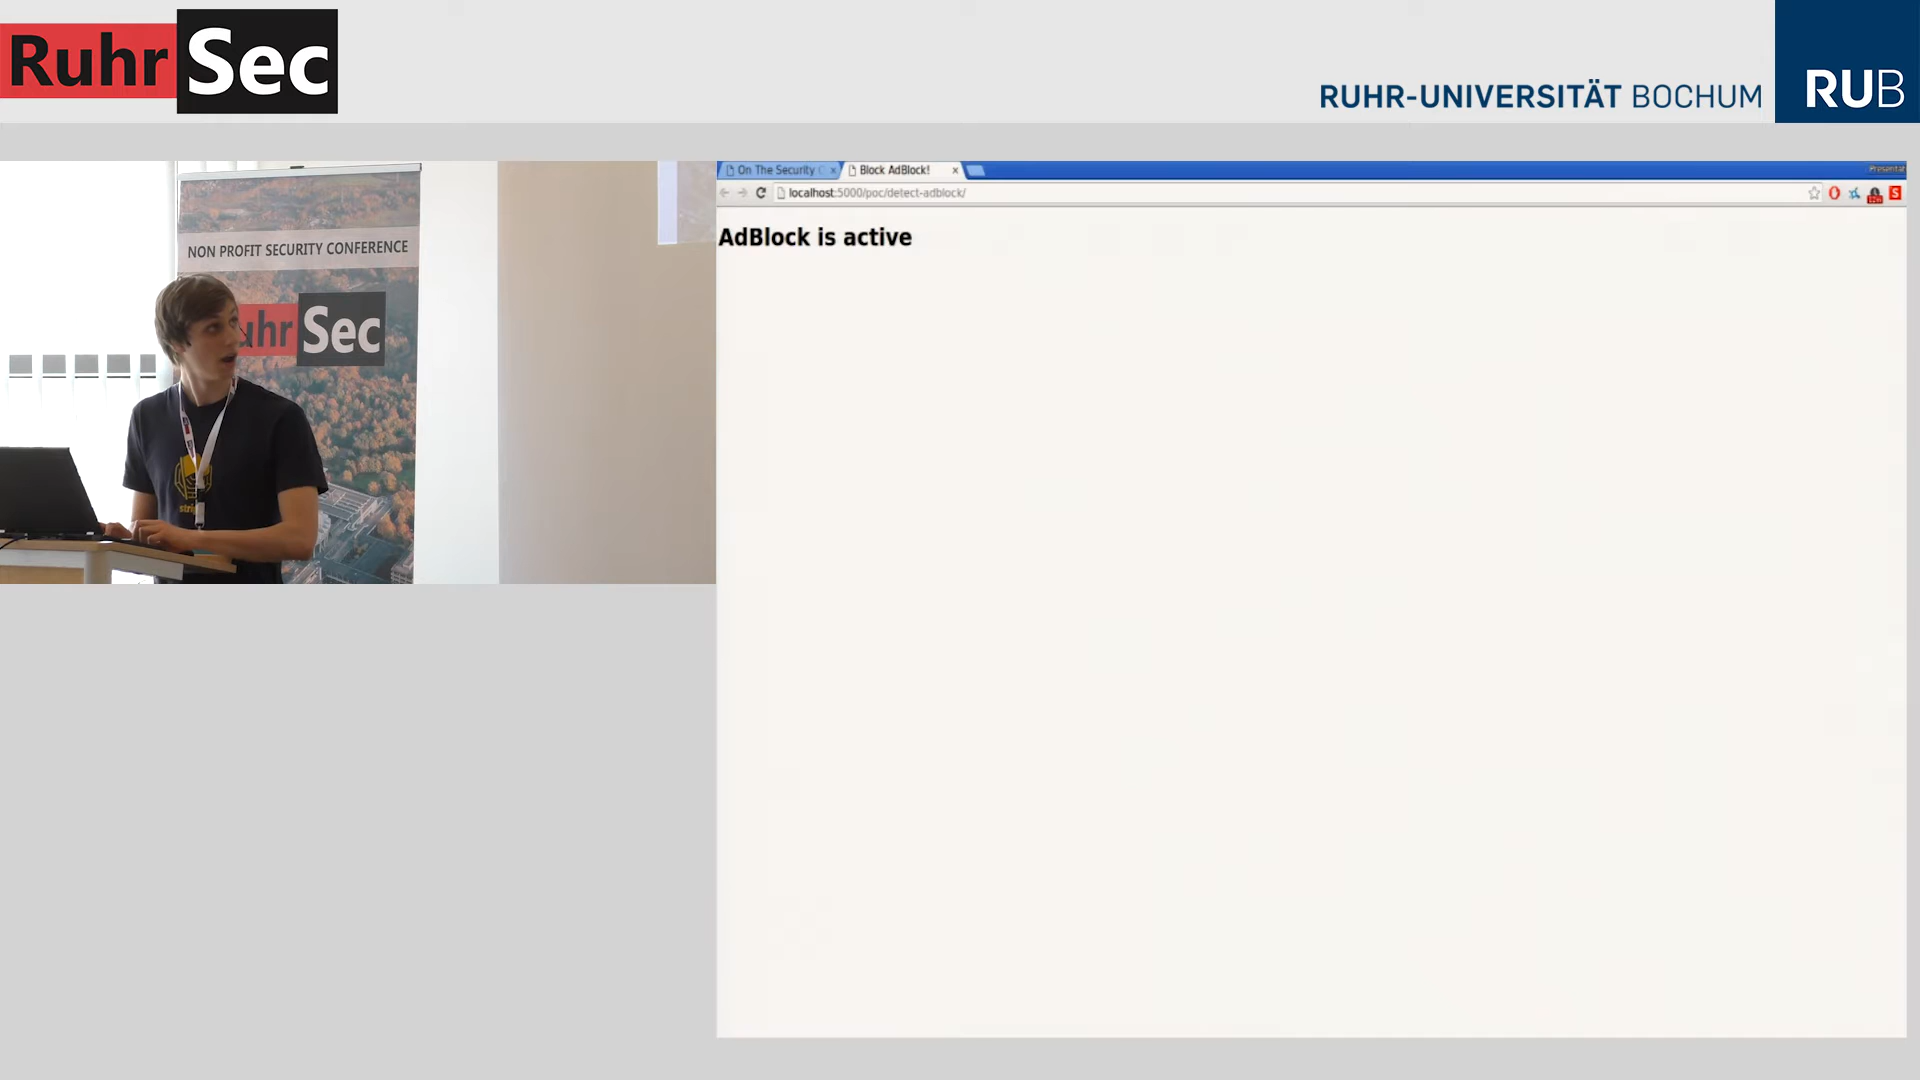 Ruhr Sec
RUHR-UNIVERSITÄT BOCHUM
RUB
NON PROFIT SECURITY CONFERENCE
uhr Sec
On The Security
Block AdBlock!
localhost:5000/poc/detect-adblock/
AdBlock is active